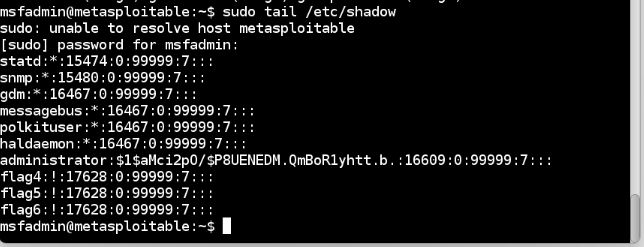 msfadmin@metasploitable:~$ sudo tail /etc/shadow
sudo: unable to resolve host metasploitable
[sudo] password for msfadmin:
statd:*:15474:0:99999:7:::
snmp:*:15480:0:99999:7:::
gdm:*:16467:0:99999:7:::
messagebus:*:16467:0:99999:7:::
polkituser:*:16467:0:99999:7:::
haldaemon:*:16467:0:99999:7:::
administrator:$1$aMci2pO/$P8UENEDM.QmBoR1yhtt.b.:16609:0:99999:7:::
flag4:!:17628:0:99999:7:::
flag5:!:17628:0:99999:7:::
flag6:!:17628:0:99999:7:::
msfadmin@metasploitable:~$